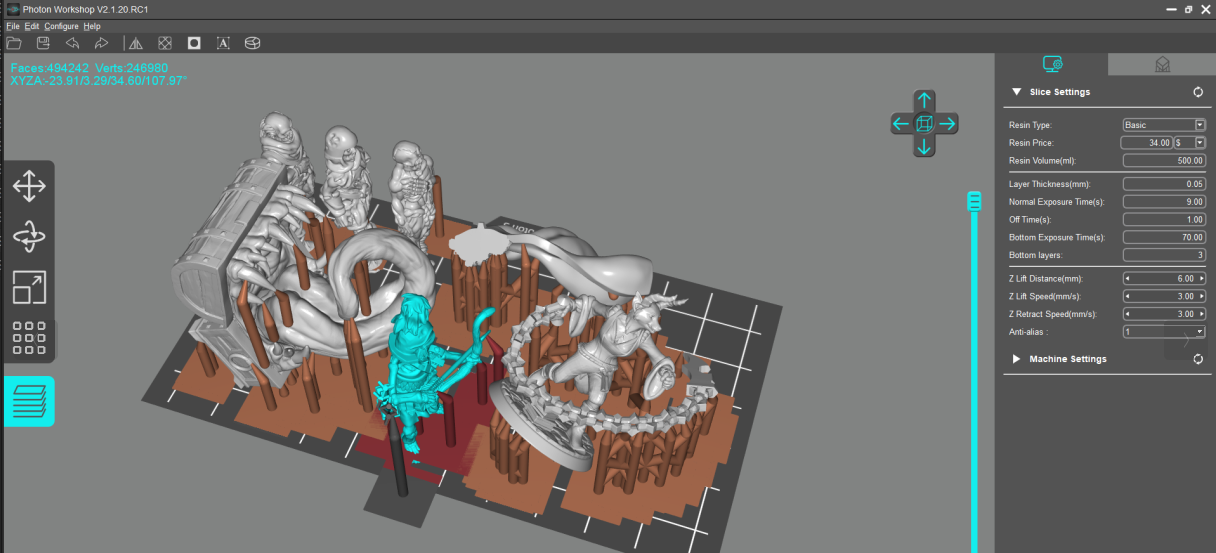 Photon Workshop V2.1.20.RC1
File Edit Configure Help
A
Faces:494242 Verts:246980
XYZA:-23.91/3.29/34.60/107.97°
Slice Settings
Resin Type: Basic
Resin Price: 34.00 $
Resin Volume(ml): 500.00
Layer Thickness(mm): 0.05
Normal Exposure Time(s): 9.00
Off Time(s): 1.00
Bottom Exposure Time(s): 70.00
Bottom layers: 3
Z Lift Distance(mm): 6.00
Z Lift Speed(mm/s): 3.00
Z Retract Speed(mm/s): 3.00
Anti-alias : 1
Machine Settings